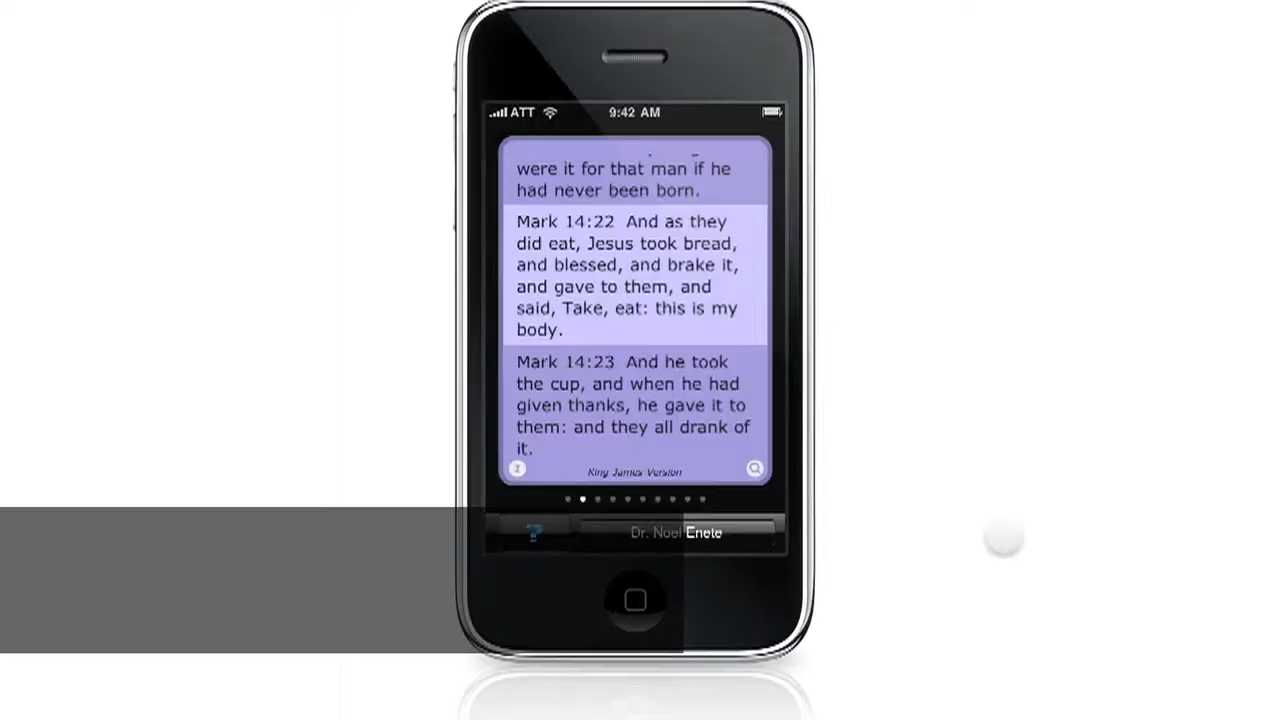 ATT 9:42 AM
were it for that man if he
had never been born.
Mark 14:22 And as they
did eat, Jesus took bread,
and blessed, and brake it,
and gave to them, and
said, Take, eat: this is my
body.
Mark 14:23 And he took
the cup, and when he had
given thanks, he gave it to
them: and they all drank of
it.
King James Version
? Dr. Noel Enete